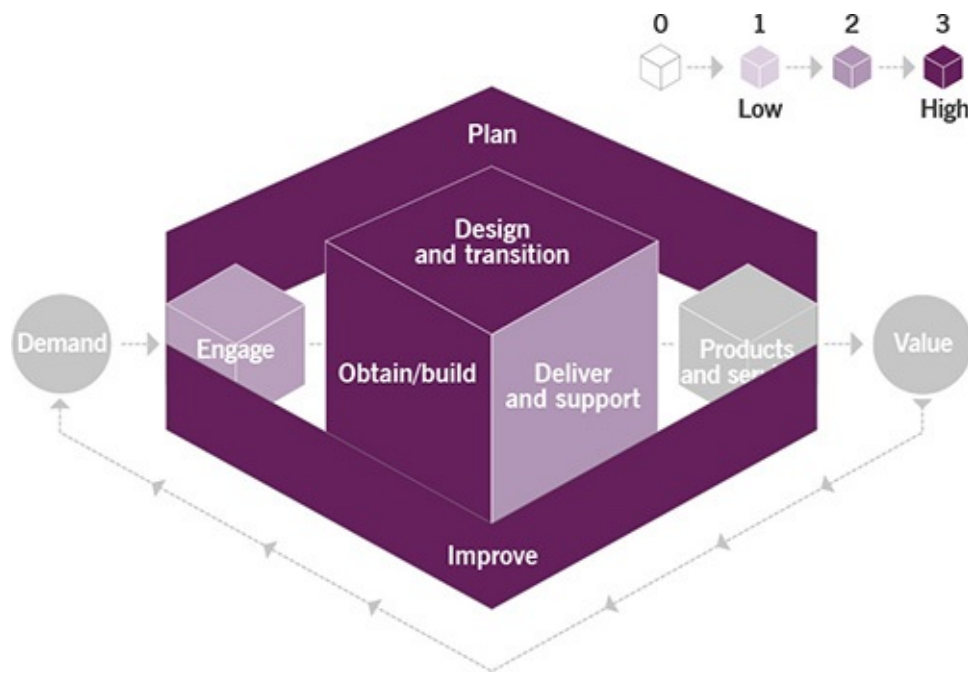 0 1 2 3
Low High
Plan
Design
and transition
Demand
Engage
Obtain/build
Deliver
and support
Products
and
Value
Improve